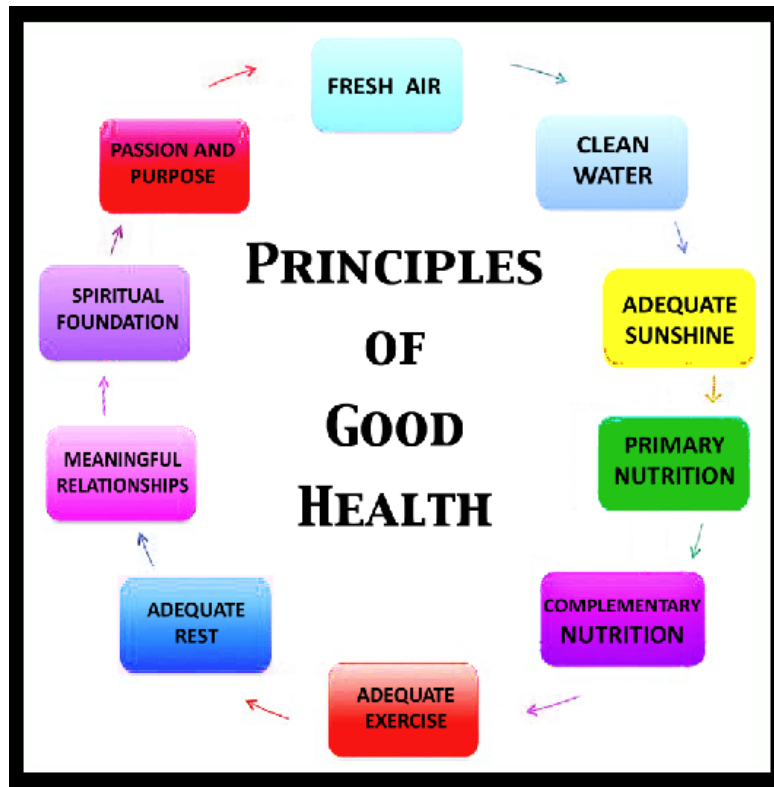 FRESH AIR
CLEAN
WATER
ADEQUATE
SUNSHINE
PRIMARY
NUTRITION
COMPLEMENTARY
NUTRITION
ADEQUATE
EXERCISE
ADEQUATE
REST
MEANINGFUL
RELATIONSHIPS
SPIRITUAL
FOUNDATION
PASSION AND
PURPOSE
PRINCIPLES
OF
GOOD
HEALTH